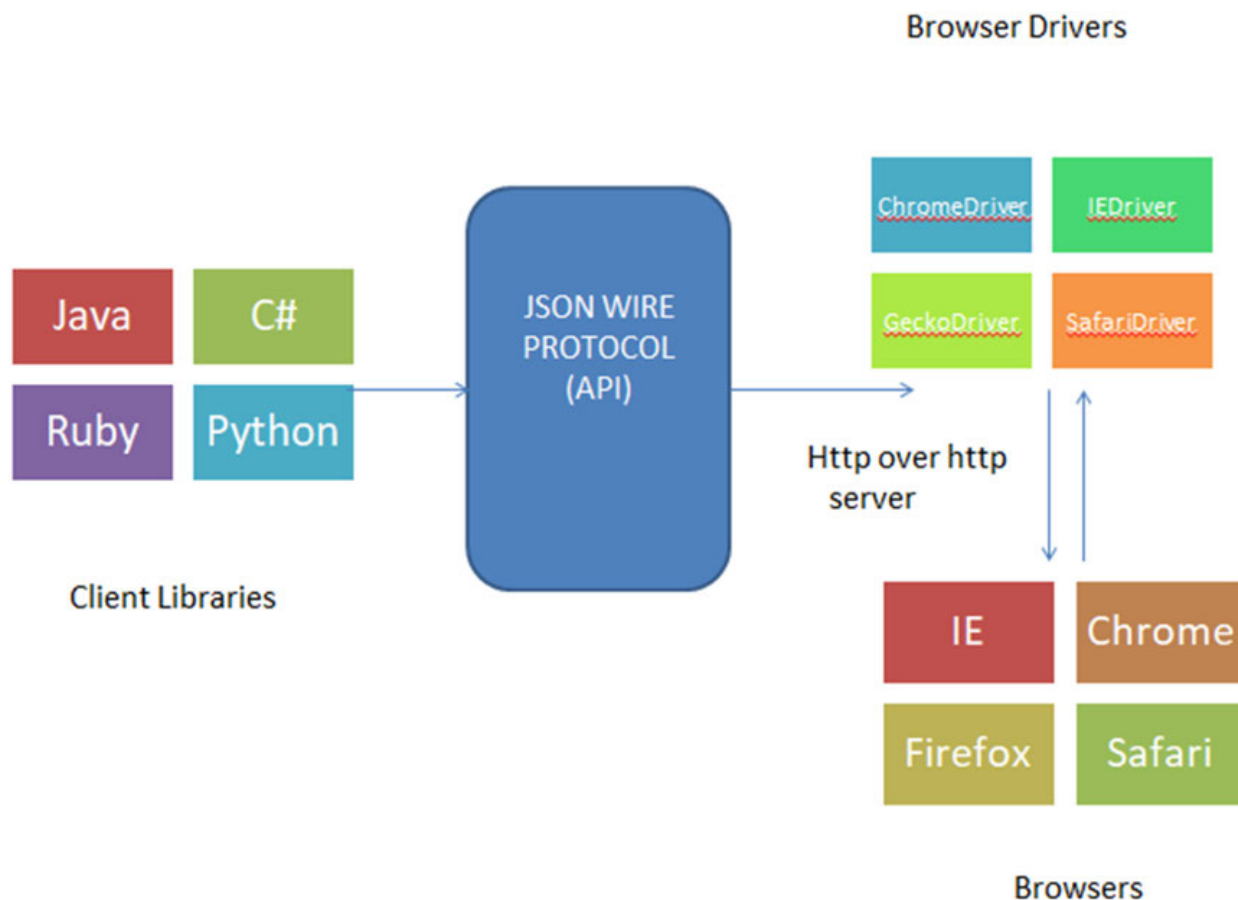 Browser Drivers
ChromeDriver
IEDriver
GeckoDriver
SafariDriver
Java
C#
Ruby
Python
Client Libraries
JSON WIRE
PROTOCOL
(API)
Http over http
server
IE
Chrome
Firefox
Safari
Browsers